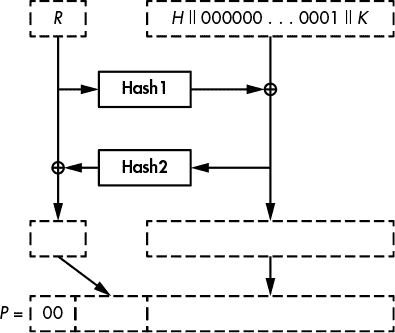 R H || 000000 . . . 0001 || K
Hash1
Hash2
P = 00